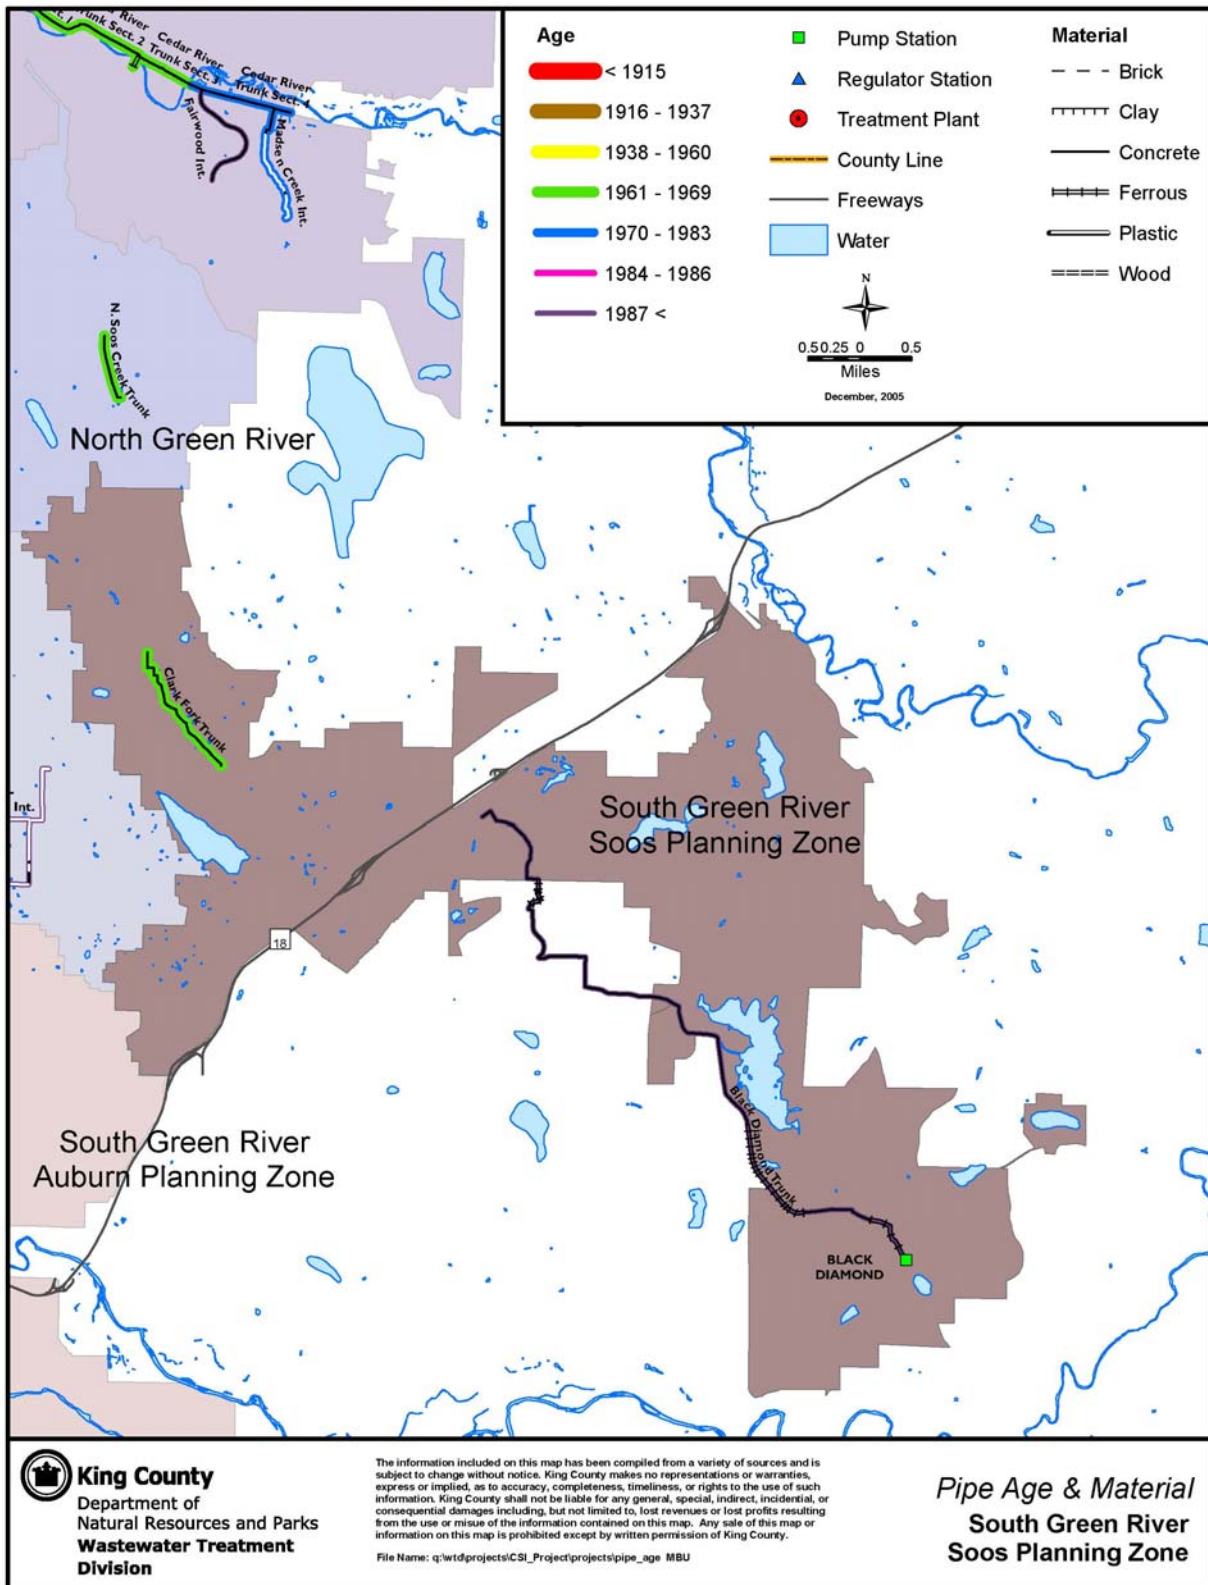 Age
< 1915
1916 - 1937
1938 - 1960
1961 - 1969
1970 - 1983
1984 - 1986
1987 <
Pump Station
Regulator Station
Treatment Plant
County Line
Freeways
Water
N
0.5 0.25 0 0.5
Miles
December, 2005
Material
Brick
Clay
Concrete
Ferrous
Plastic
Wood
River
Trunk Sect. 2
Cedar River
Trunk Sect. 3
Cedar River
Trunk Sect. 4
Fairwood Int.
Madsen Creek Int.
N. Soos Creek Trunk
North Green River
Clark Fork Trunk
Int.
South Green River
Soos Planning Zone
18
South Green River
Auburn Planning Zone
Black Diamond Trunk
BLACK
DIAMOND
King County
Department of
Natural Resources and Parks
Wastewater Treatment
Division
The information included on this map has been compiled from a variety of sources and is
subject to change without notice. King County makes no representations or warranties,
express or implied, as to accuracy, completeness, timeliness, or rights to the use of such
information. King County shall not be liable for any general, special, indirect, incidental, or
consequential damages including, but not limited to, lost revenues or lost profits resulting
from the use or misue of the information contained on this map. Any sale of this map or
information on this map is prohibited except by written permission of King County.
File Name: q:\wtd\projects\CSI_Project\projects\pipe_age MBU
Pipe Age & Material
South Green River
Soos Planning Zone